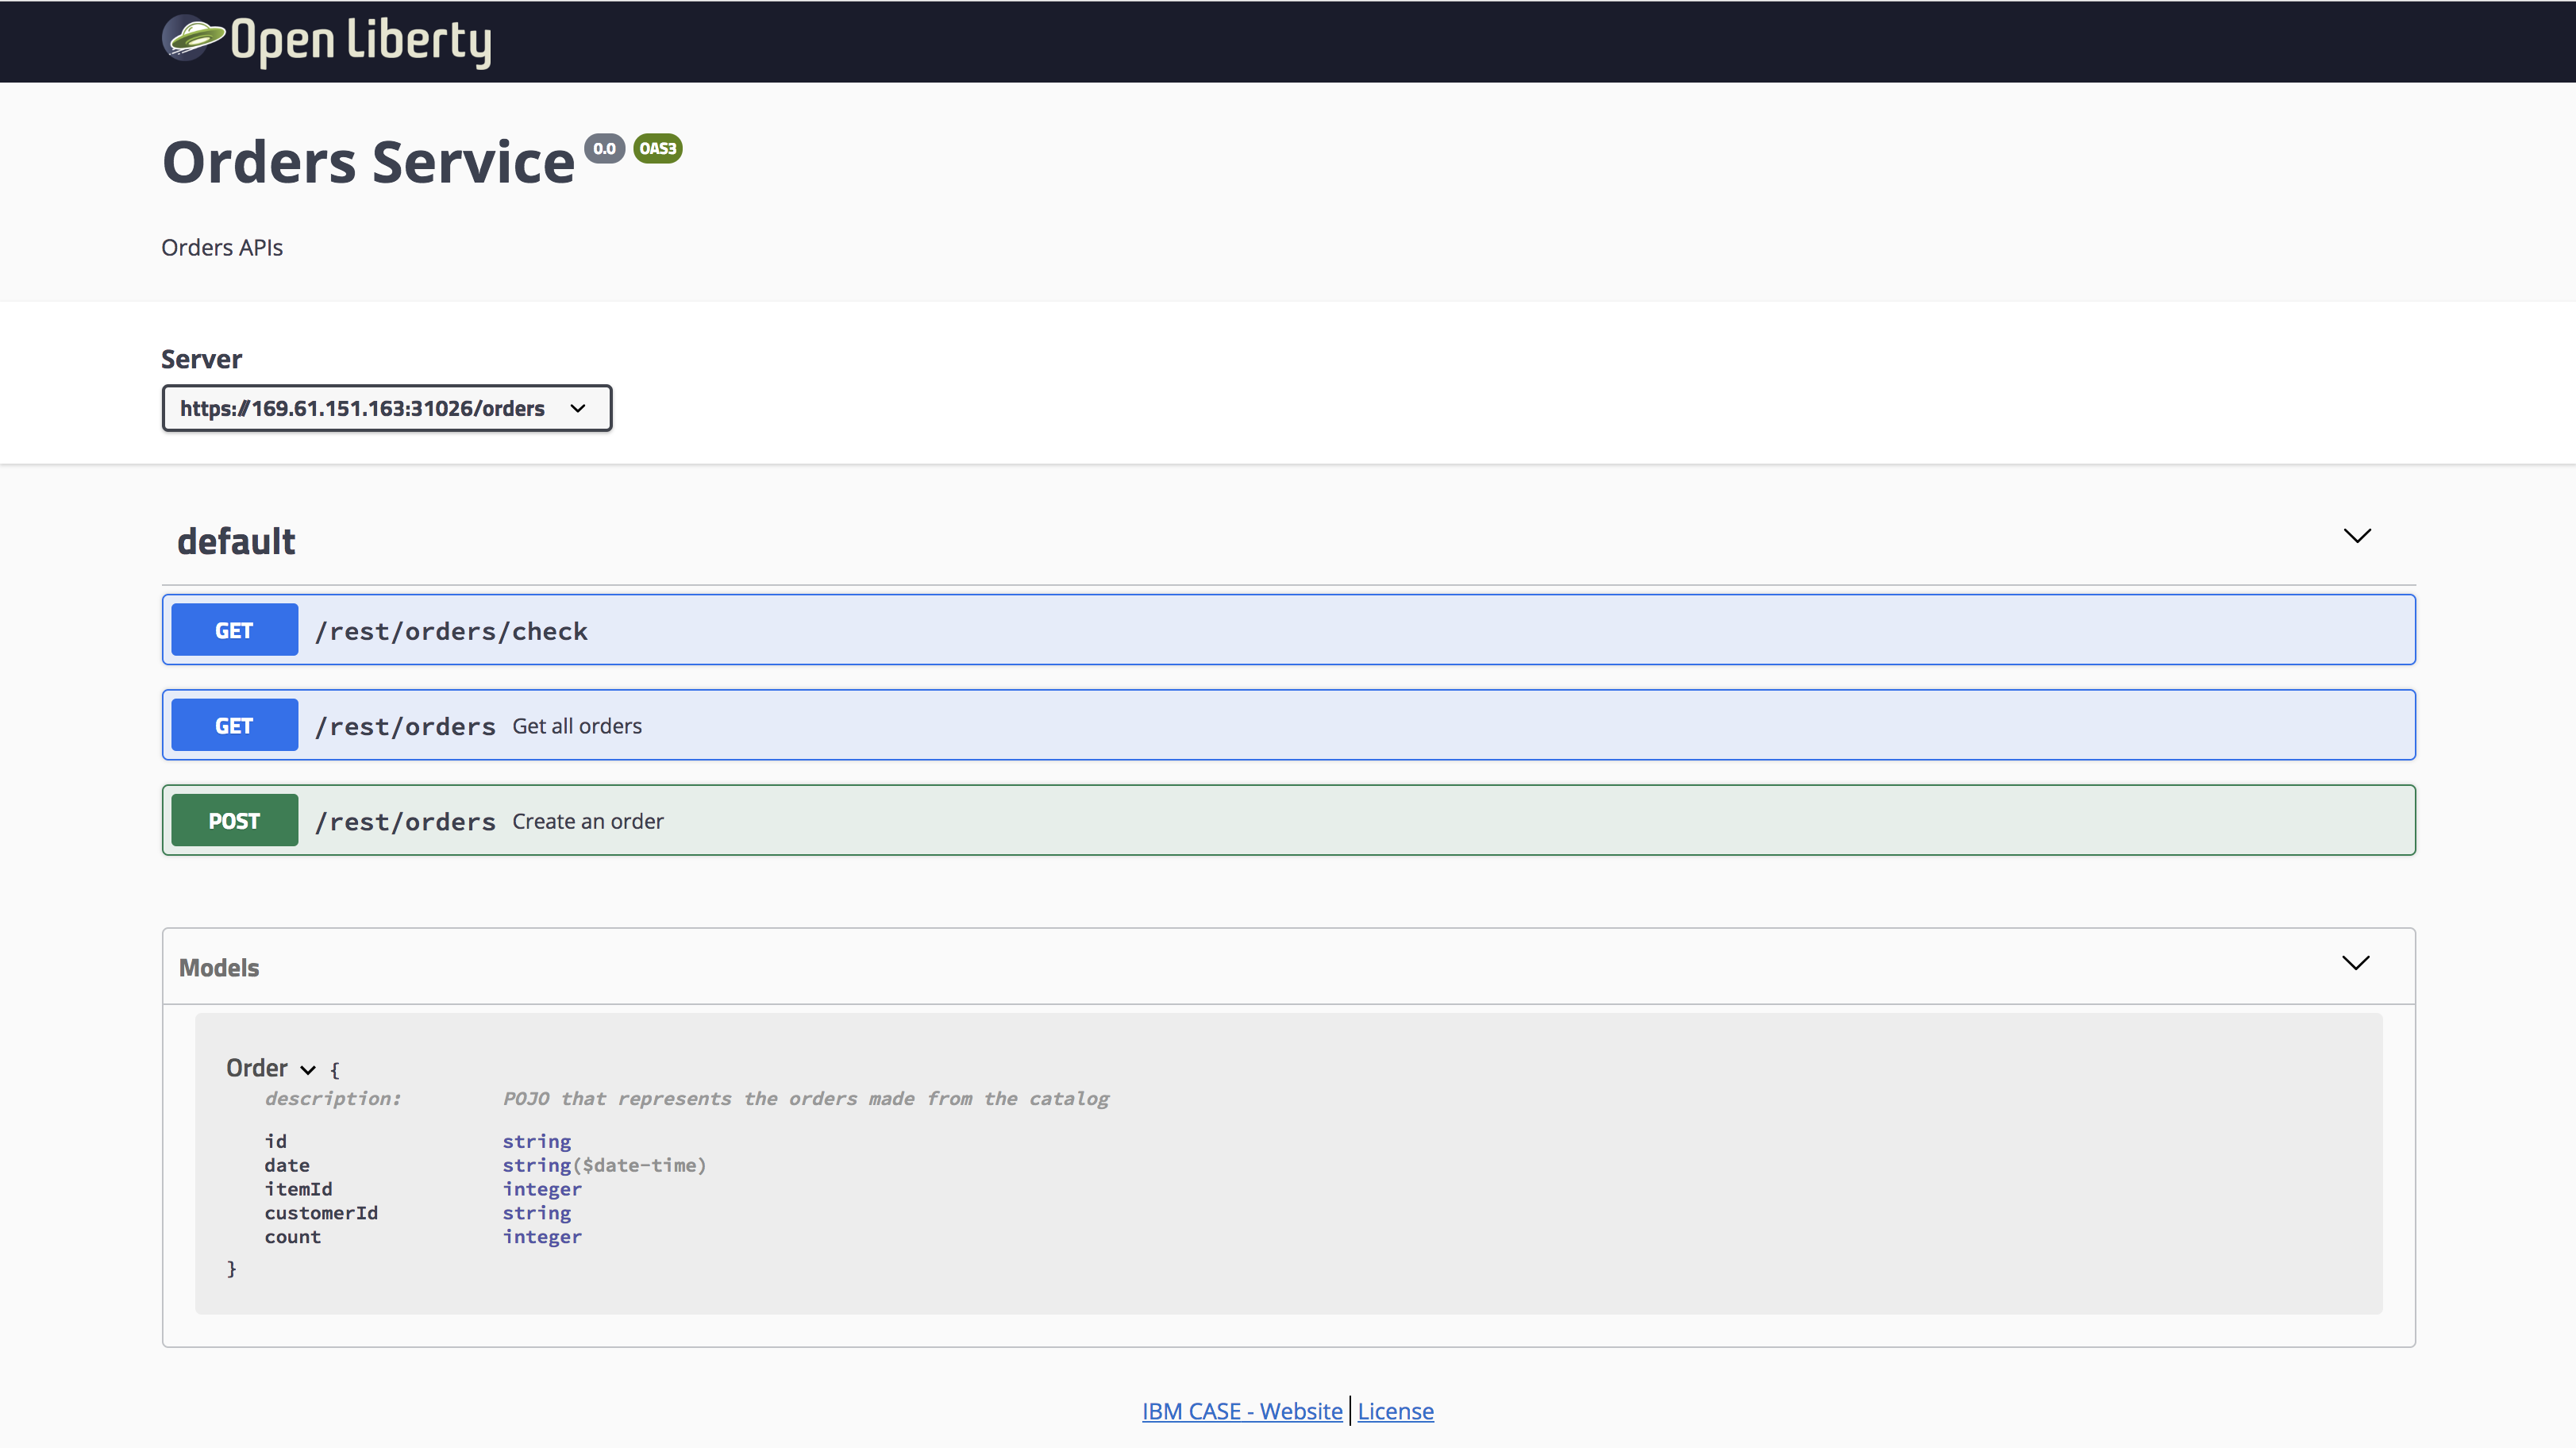 Open Liberty
Orders Service 0.0 OAS3
Orders APIs
Server
https://169.61.151.163:31026/orders
default
GET /rest/orders/check
GET /rest/orders Get all orders
POST /rest/orders Create an order
Models
Order {
description: POJO that represents the orders made from the catalog
id string
date string($date-time)
itemId integer
customerId string
count integer
}
IBM CASE - Website | License